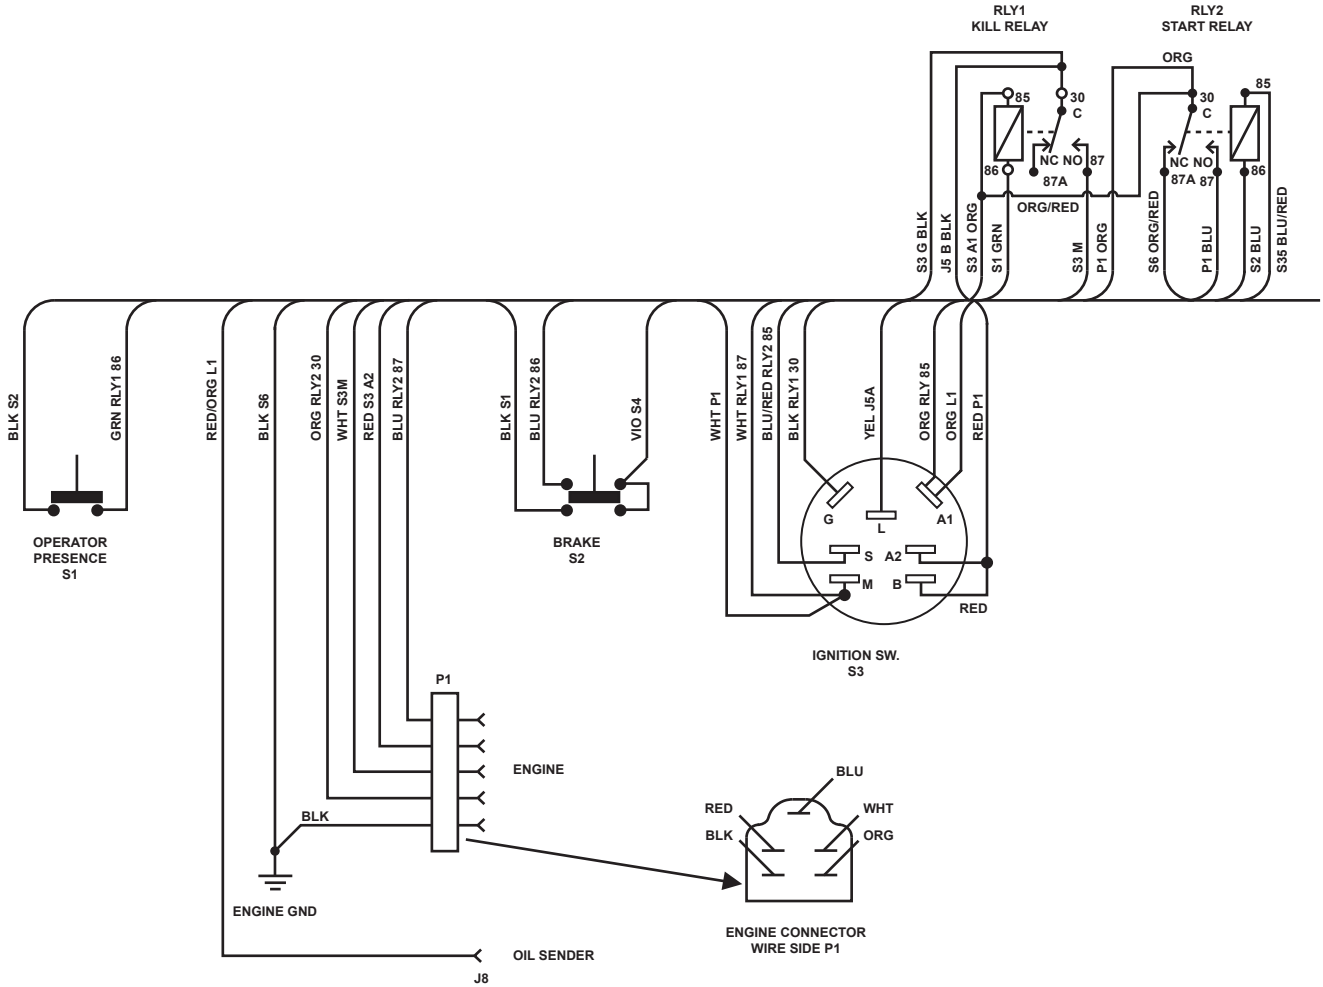 RLY1
KILL RELAY
RLY2
START RELAY
ORG
85
30
C
NC NO
87
86
87A
ORG/RED
30
C
85
NC NO
87A 87
86
S3 G BLK
J5 B BLK
S3 A1 ORG
S1 GRN
S3 M
P1 ORG
S6 ORG/RED
P1 BLU
S2 BLU
S35 BLU/RED
BLK S2
GRN RLY1 86
RED/ORG L1
BLK S6
ORG RLY2 30
WHT S3M
RED S3 A2
BLU RLY2 87
BLK S1
BLU RLY2 86
VIO S4
WHT P1
WHT RLY1 87
BLU/RED RLY2 85
BLK RLY1 30
YEL J5A
ORG RLY 85
ORG L1
RED P1
OPERATOR
PRESENCE
S1
BRAKE
S2
G
L
A1
S
A2
M
B
RED
IGNITION SW.
S3
P1
ENGINE
BLK
ENGINE GND
OIL SENDER
J8
BLU
RED
WHT
BLK
ORG
ENGINE CONNECTOR
WIRE SIDE P1